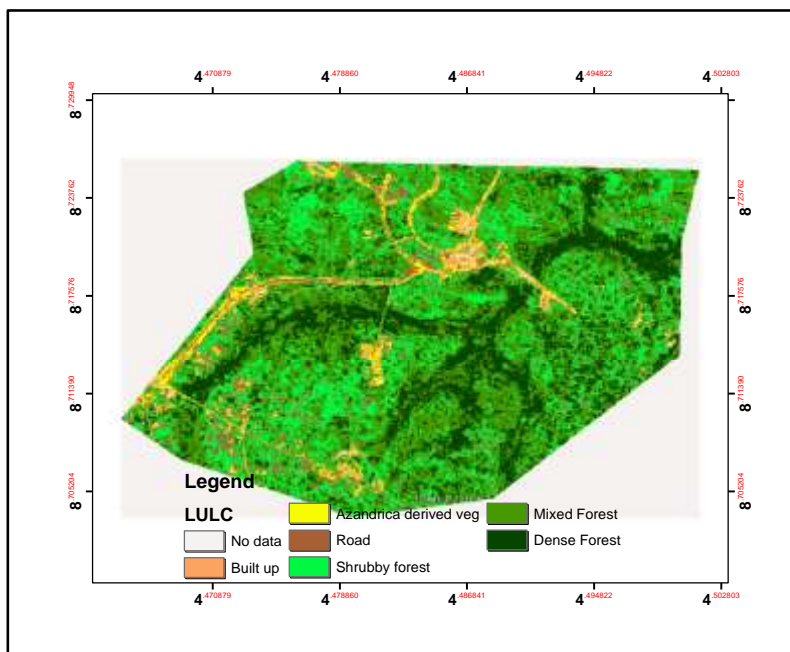 4.470879 4.478860 4.486841 4.494822 4.502803
8.729948
8.723762
8.717576
8.711390
8.705204
8.729948
8.723762
8.717576
8.711390
8.705204
Legend
LULC
No data
Built up
Azandrica derived veg
Road
Shrubby forest
Mixed Forest
Dense Forest
4.470879 4.478860 4.486841 4.494822 4.502803